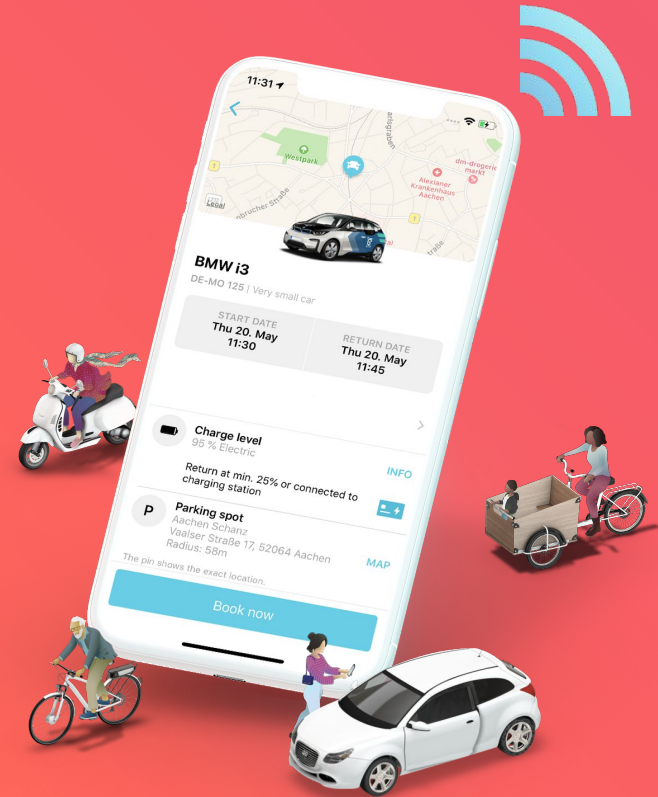 11:31
artsgraben
Westpark
dm-drogerie
markt
Alexianer
Krankenhaus
Aachen
Legal
BMW i3
DE-MO 125 | Very small car
START DATE
Thu 20. May
11:30
RETURN DATE
Thu 20. May
11:45
Charge level
95 % Electric
INFO
Return at min. 25% or connected to
charging station
P
Parking spot
Aachen Schanz
Vaalser Straße 17, 52064 Aachen
Radius: 58m
MAP
The pin shows the exact location.
Book now